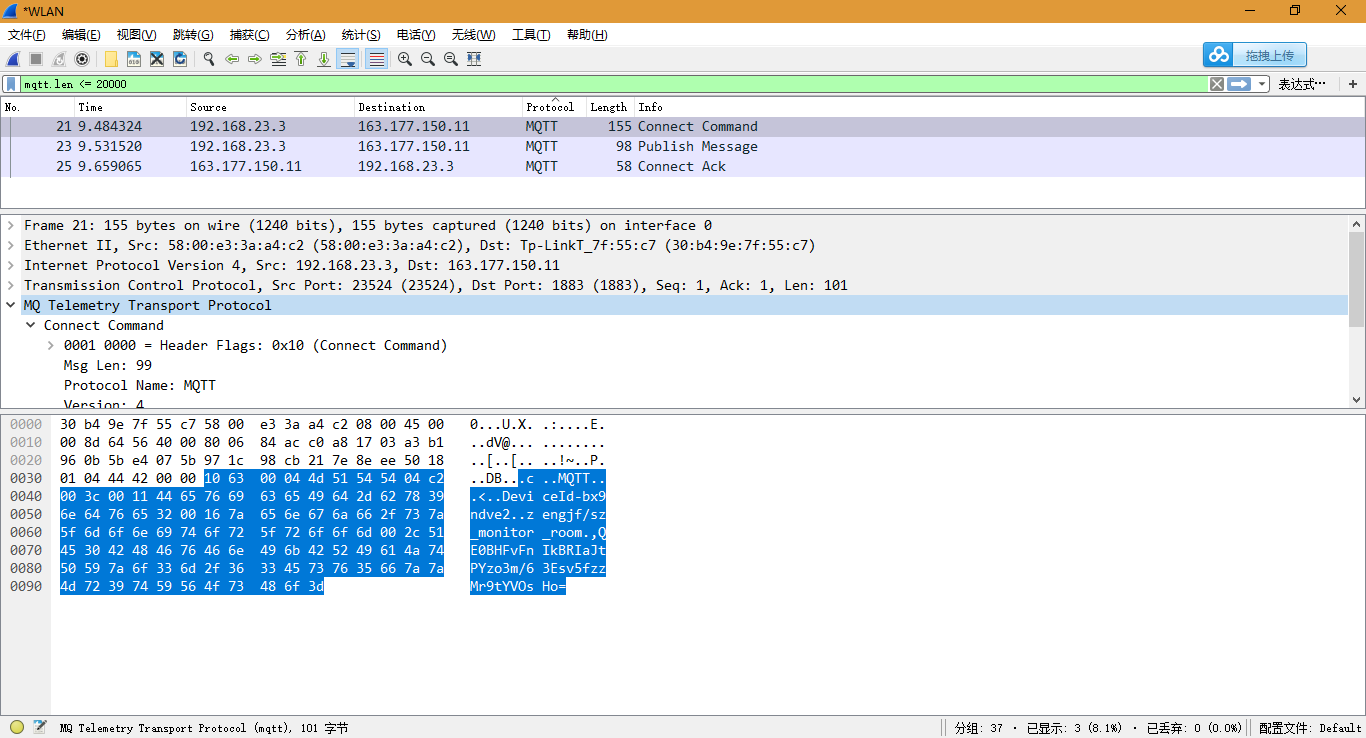 *WLAN
文件(F) 编辑(E) 视图(V) 跳转(G) 捕获(C) 分析(A) 统计(S) 电话(Y) 无线(W) 工具(T) 帮助(H)
拖拽上传
mqtt.len <= 20000 表达式… +
No. Time Source Destination Protocol Length Info
21 9.484324 192.168.23.3 163.177.150.11 MQTT 155 Connect Command
23 9.531520 192.168.23.3 163.177.150.11 MQTT 98 Publish Message
25 9.659065 163.177.150.11 192.168.23.3 MQTT 58 Connect Ack
Frame 21: 155 bytes on wire (1240 bits), 155 bytes captured (1240 bits) on interface 0
Ethernet II, Src: 58:00:e3:3a:a4:c2 (58:00:e3:3a:a4:c2), Dst: Tp-LinkT_7f:55:c7 (30:b4:9e:7f:55:c7)
Internet Protocol Version 4, Src: 192.168.23.3, Dst: 163.177.150.11
Transmission Control Protocol, Src Port: 23524 (23524), Dst Port: 1883 (1883), Seq: 1, Ack: 1, Len: 101
MQ Telemetry Transport Protocol
Connect Command
0001 0000 = Header Flags: 0x10 (Connect Command)
Msg Len: 99
Protocol Name: MQTT
Version: 4
0000 30 b4 9e 7f 55 c7 58 00 e3 3a a4 c2 08 00 45 00 0...U.X. .:....E.
0010 00 8d 64 56 40 00 80 06 84 ac c0 a8 17 03 a3 b1 ..dV@... ........
0020 96 0b 5b e4 07 5b 97 1c 98 cb 21 7e 8e ee 50 18 ..[..[.. ..!~..P.
0030 01 04 44 42 00 00 10 63 00 04 4d 51 54 54 04 c2 ..DB...c ..MQTT..
0040 00 3c 00 11 44 65 76 69 63 65 49 64 2d 62 78 39 .<..Devi ceId-bx9
0050 6e 64 76 65 32 00 16 7a 65 6e 67 6a 66 2f 73 7a ndve2..z engjf/sz
0060 5f 6d 6f 6e 69 74 6f 72 5f 72 6f 6f 6d 00 2c 51 _monitor _room.,Q
0070 45 30 42 48 46 76 46 6e 49 6b 42 52 49 61 4a 74 E0BHFvFn IkBRIaJt
0080 50 59 7a 6f 33 6d 2f 36 33 45 73 76 35 66 7a 7a PYzo3m/6 3Esv5fzz
0090 4d 72 39 74 59 56 4f 73 48 6f 3d Mr9tYVOs Ho=
MQ Telemetry Transport Protocol (mqtt), 101 字节 分组: 37 · 已显示: 3 (8.1%) · 已丢弃: 0 (0.0%) 配置文件: Default